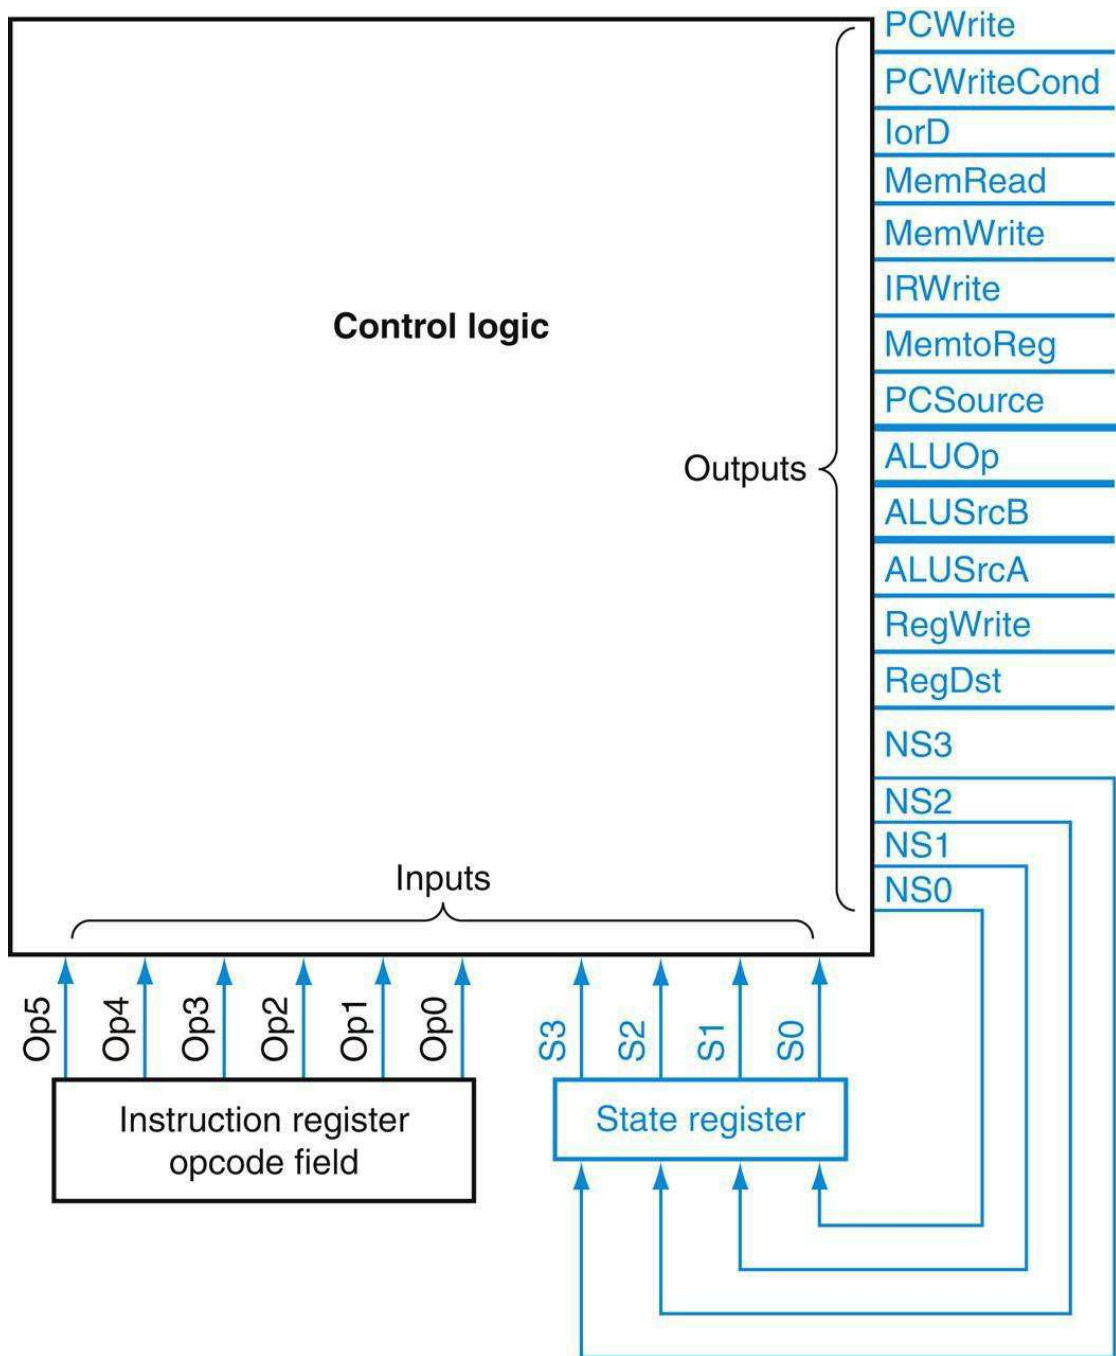 PCWrite
PCWriteCond
IorD
MemRead
MemWrite
IRWrite
Control logic
MemtoReg
PCSource
Outputs
ALUOp
ALUSrcB
ALUSrcA
RegWrite
RegDst
NS3
NS2
NS1
Inputs
NS0
Op5 Op4 Op3 Op2 Op1 Op0 S3 S2 S1 S0
Instruction register
opcode field
State register